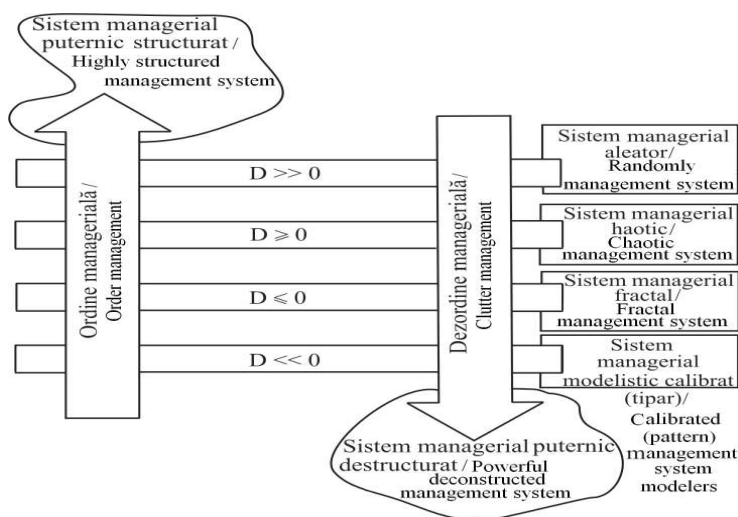 Sistem managerial
puternic structurat /
Highly structured
management system
Ordine managerială/
Order management
D >> 0
D ⩾ 0
D ⩽ 0
D << 0
Dezordine managerială/
Clutter management
Sistem managerial
aleator/
Randomly
management system
Sistem managerial
haotic/
Chaotic
management system
Sistem managerial
fractal/
Fractal
management system
Sistem
managerial
modelistic calibrat
(tipar)/
Calibrated
(pattern)
management
system
modelers
Sistem managerial puternic
destructurat / Powerful
deconstructed
management system